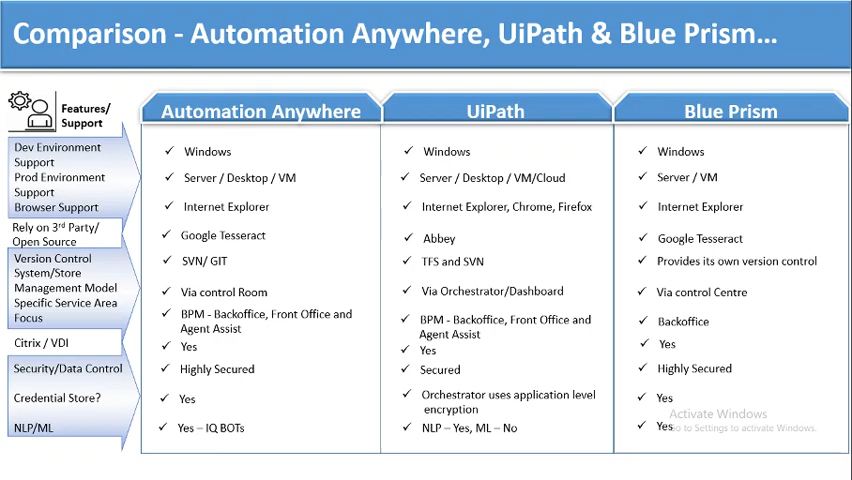 Comparison - Automation Anywhere, UiPath & Blue Prism...
Features/
Support
Automation Anywhere
UiPath
Blue Prism
Dev Environment
Support
Prod Environment
Support
Browser Support
Rely on 3rd Party/
Open Source
Version Control
System/Store
Management Model
Specific Service Area
Focus
Citrix / VDI
Security/Data Control
Credential Store?
NLP/ML
✓ Windows
✓ Server / Desktop / VM
✓ Internet Explorer
✓ Google Tesseract
✓ SVN/ GIT
✓ Via control Room
✓ BPM - Backoffice, Front Office and
Agent Assist
✓ Yes
✓ Highly Secured
✓ Yes
✓ Yes – IQ BOTs
✓ Windows
✓ Server / Desktop / VM/Cloud
✓ Internet Explorer, Chrome, Firefox
✓ Abbey
✓ TFS and SVN
✓ Via Orchestrator/Dashboard
✓ BPM - Backoffice, Front Office and
Agent Assist
✓ Yes
✓ Secured
✓ Orchestrator uses application level
encryption
✓ NLP – Yes, ML – No
✓ Windows
✓ Server / VM
✓ Internet Explorer
✓ Google Tesseract
✓ Provides its own version control
✓ Via control Centre
✓ Backoffice
✓ Yes
✓ Highly Secured
✓ Yes
✓ Yes
Activate Windows
Go to Settings to activate Windows.